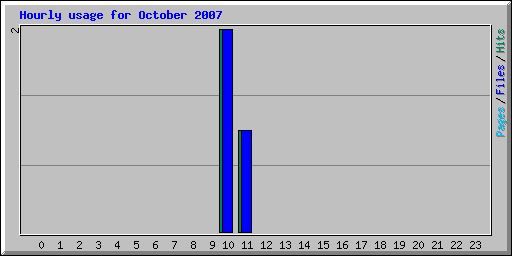 Hourly usage for October 2007
2
0 1 2 3 4 5 6 7 8 9 10 11 12 13 14 15 16 17 18 19 20 21 22 23
Pages/Files/Hits